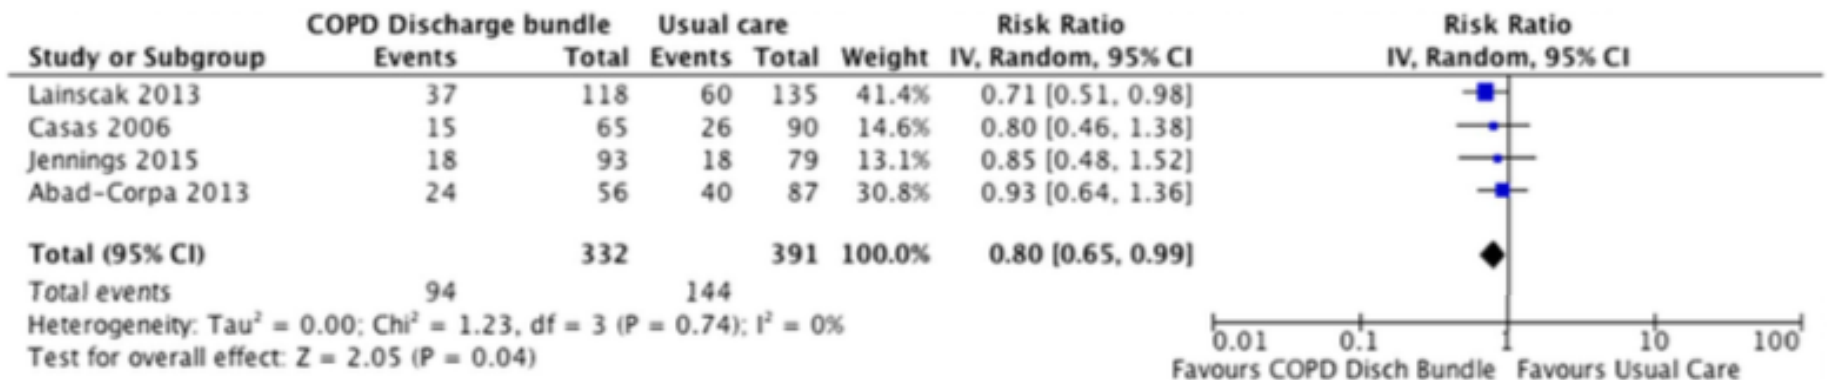 COPD Discharge bundle Usual care Risk Ratio Risk Ratio
Study or Subgroup Events Total Events Total Weight IV, Random, 95% CI IV, Random, 95% CI
Lainscak 2013 37 118 60 135 41.4% 0.71 [0.51, 0.98]
Casas 2006 15 65 26 90 14.6% 0.80 [0.46, 1.38]
Jennings 2015 18 93 18 79 13.1% 0.85 [0.48, 1.52]
Abad-Corpa 2013 24 56 40 87 30.8% 0.93 [0.64, 1.36]
Total (95% CI) 332 391 100.0% 0.80 [0.65, 0.99]
Total events 94 144
Heterogeneity: Tau² = 0.00; Chi² = 1.23, df = 3 (P = 0.74); I² = 0%
Test for overall effect: Z = 2.05 (P = 0.04)
0.01 0.1 1 10 100
Favours COPD Disch Bundle Favours Usual Care